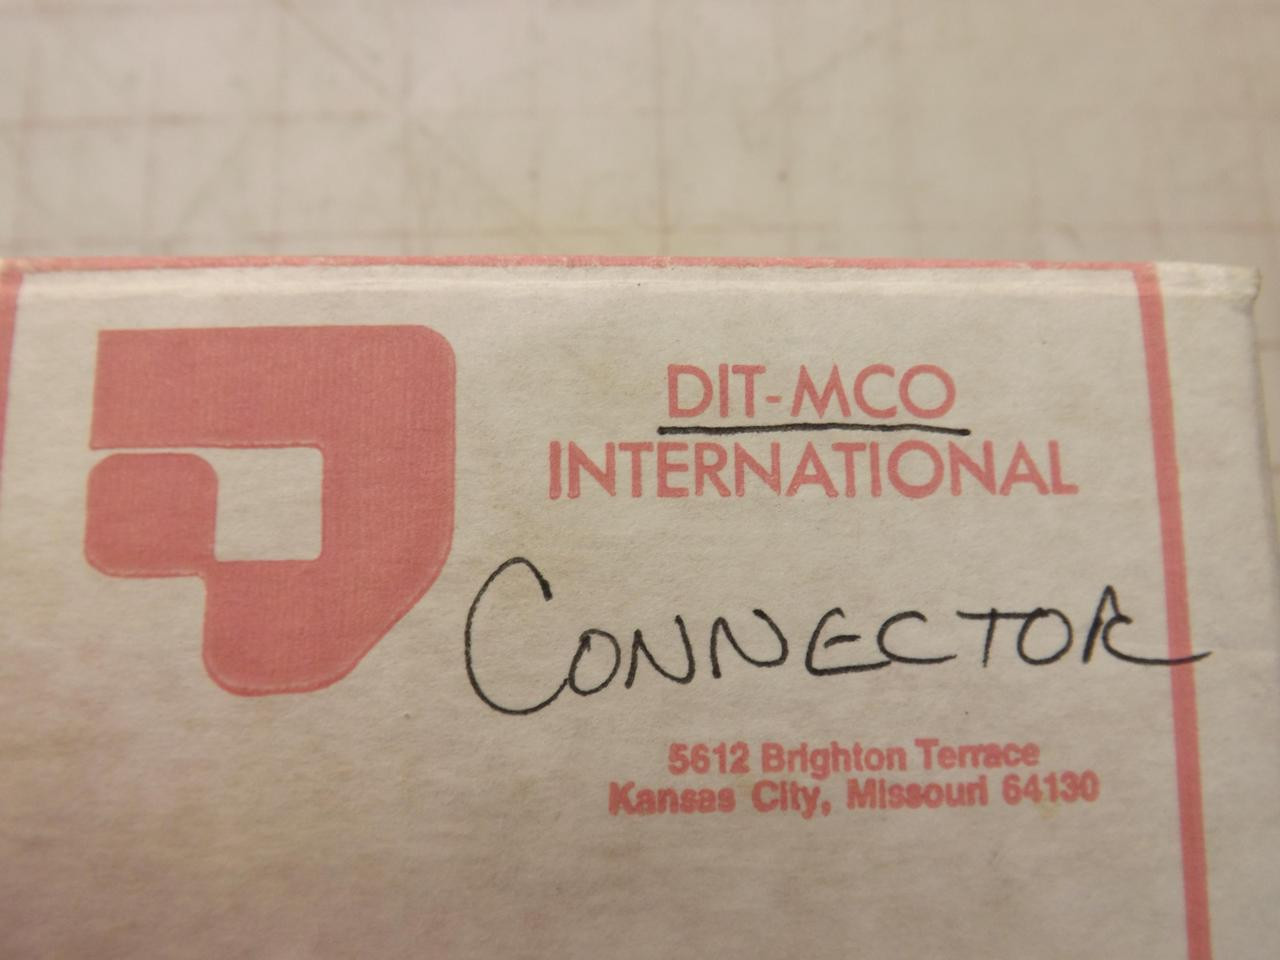 DIT-MCO
INTERNATIONAL
CONNECTOR
5612 Brighton Terrace
Kansas City, Missouri 64130